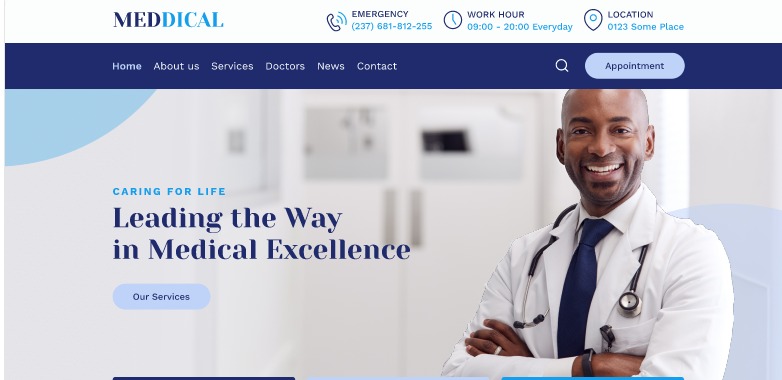 MEDDICAL
EMERGENCY
(237) 681-812-255
WORK HOUR
09:00 - 20:00 Everyday
LOCATION
0123 Some Place
Home About us Services Doctors News Contact
Appointment
CARING FOR LIFE
Leading the Way
in Medical Excellence
Our Services